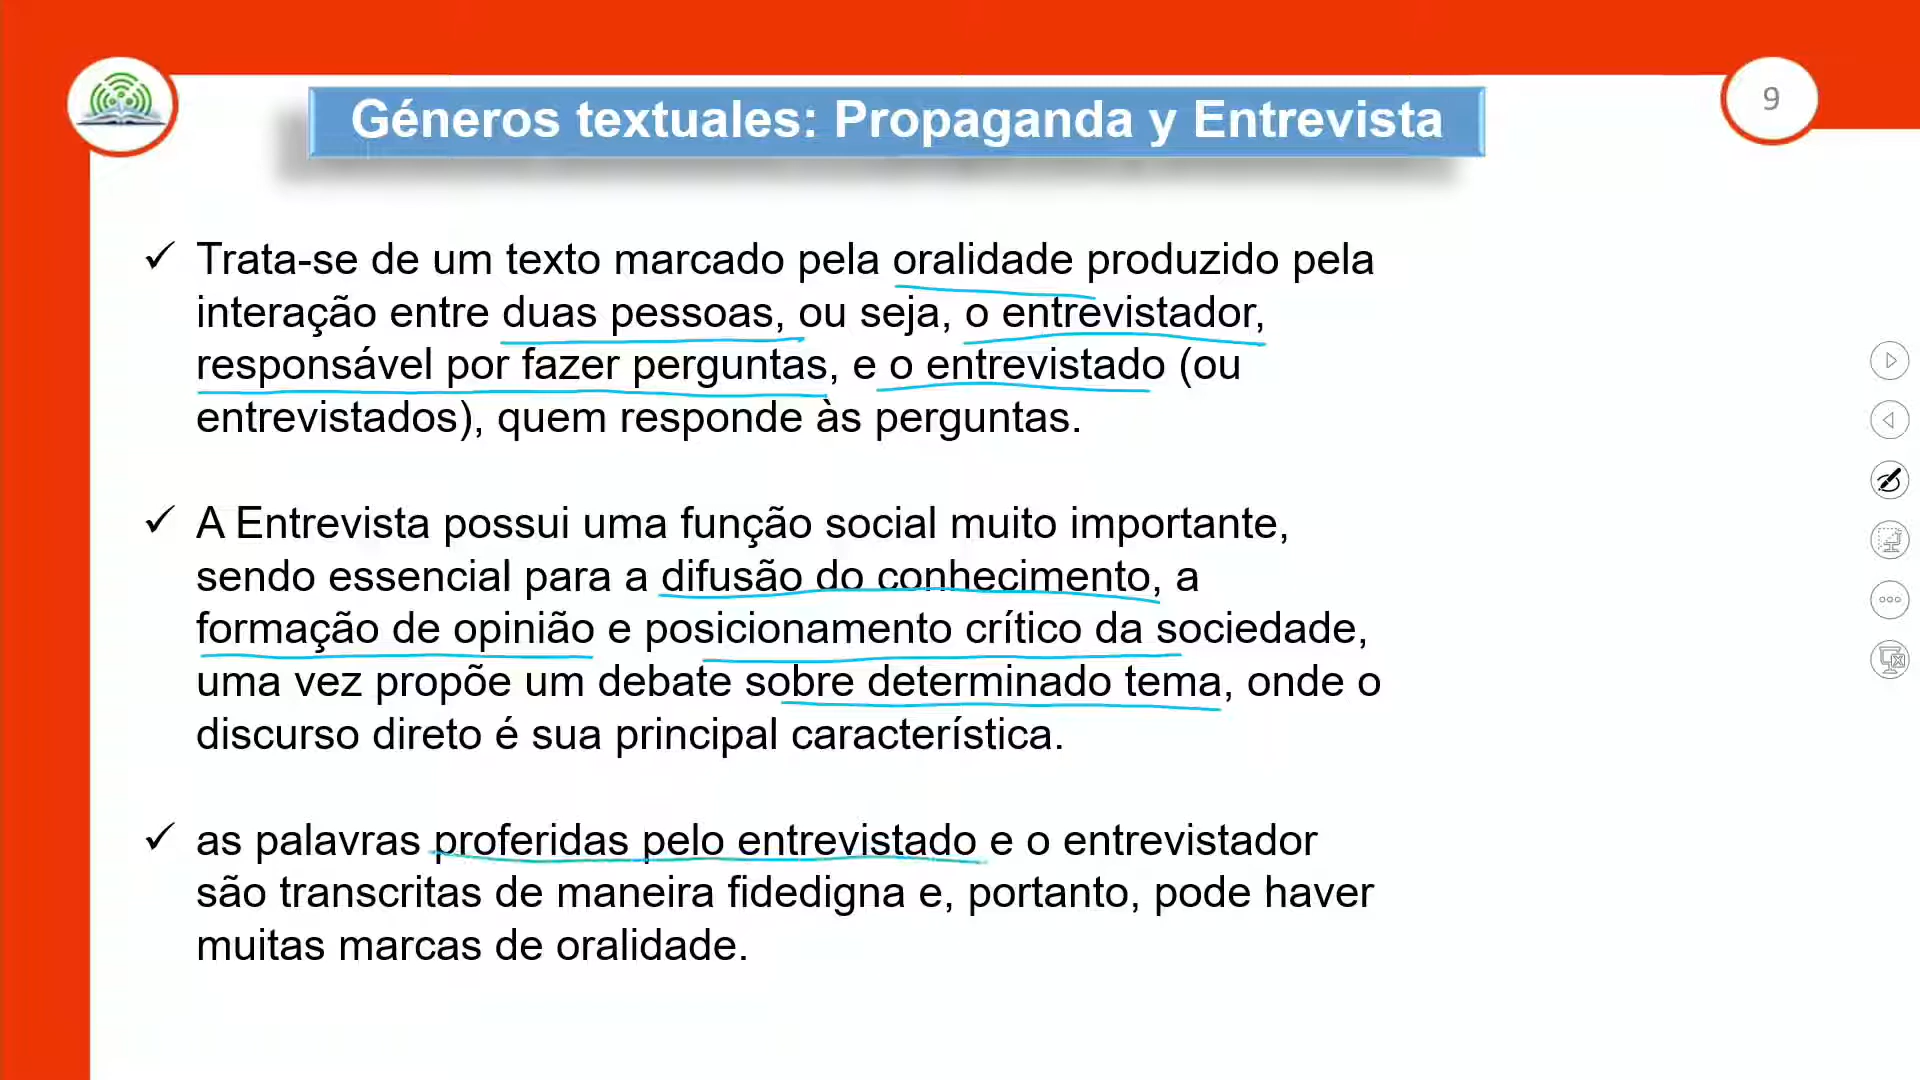 Géneros textuales: Propaganda y Entrevista
9
✓ Trata-se de um texto marcado pela oralidade produzido pela
interação entre duas pessoas, ou seja, o entrevistador,
responsável por fazer perguntas, e o entrevistado (ou
entrevistados), quem responde às perguntas.
✓ A Entrevista possui uma função social muito importante,
sendo essencial para a difusão do conhecimento, a
formação de opinião e posicionamento crítico da sociedade,
uma vez propõe um debate sobre determinado tema, onde o
discurso direto é sua principal característica.
✓ as palavras proferidas pelo entrevistado e o entrevistador
são transcritas de maneira fidedigna e, portanto, pode haver
muitas marcas de oralidade.